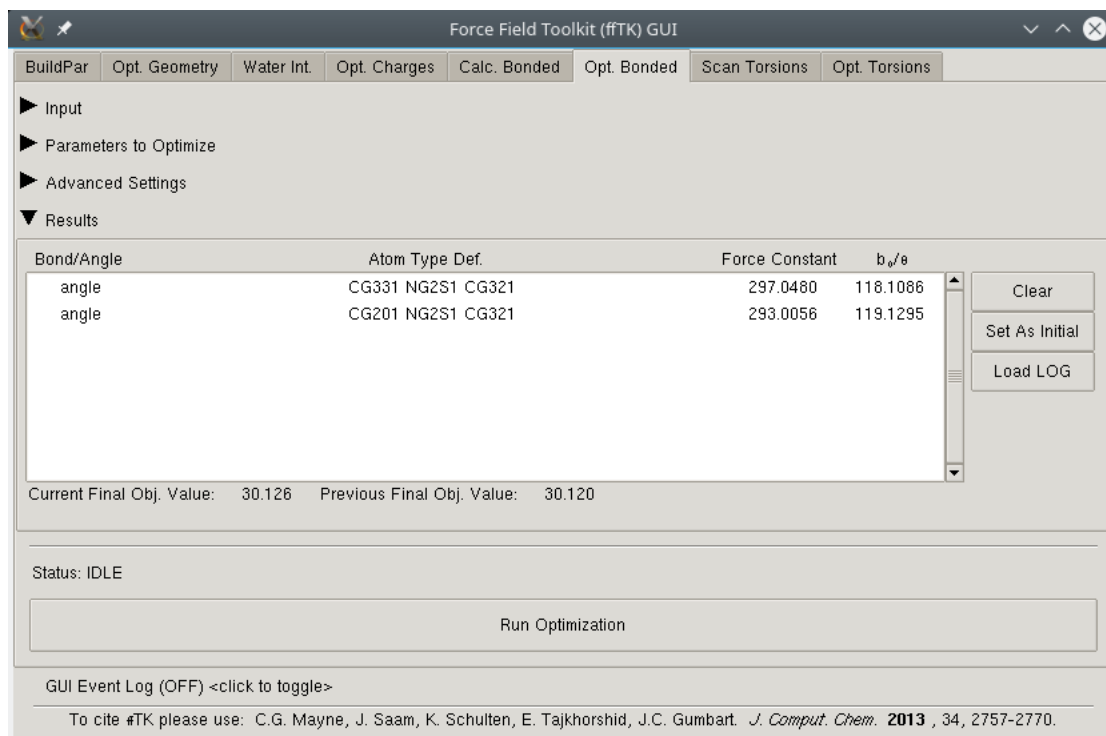 Force Field Toolkit (ffTK) GUI
BuildPar Opt. Geometry Water Int. Opt. Charges Calc. Bonded Opt. Bonded Scan Torsions Opt. Torsions
Input
Parameters to Optimize
Advanced Settings
Results
Bond/Angle Atom Type Def. Force Constant b₀/θ
angle CG331 NG2S1 CG321 297.0480 118.1086
angle CG201 NG2S1 CG321 293.0056 119.1295
Clear
Set As Initial
Load LOG
Current Final Obj. Value: 30.126 Previous Final Obj. Value: 30.120
Status: IDLE
Run Optimization
GUI Event Log (OFF) <click to toggle>
To cite ffTK please use: C.G. Mayne, J. Saam, K. Schulten, E. Tajkhorshid, J.C. Gumbart. J. Comput. Chem. 2013 , 34, 2757-2770.